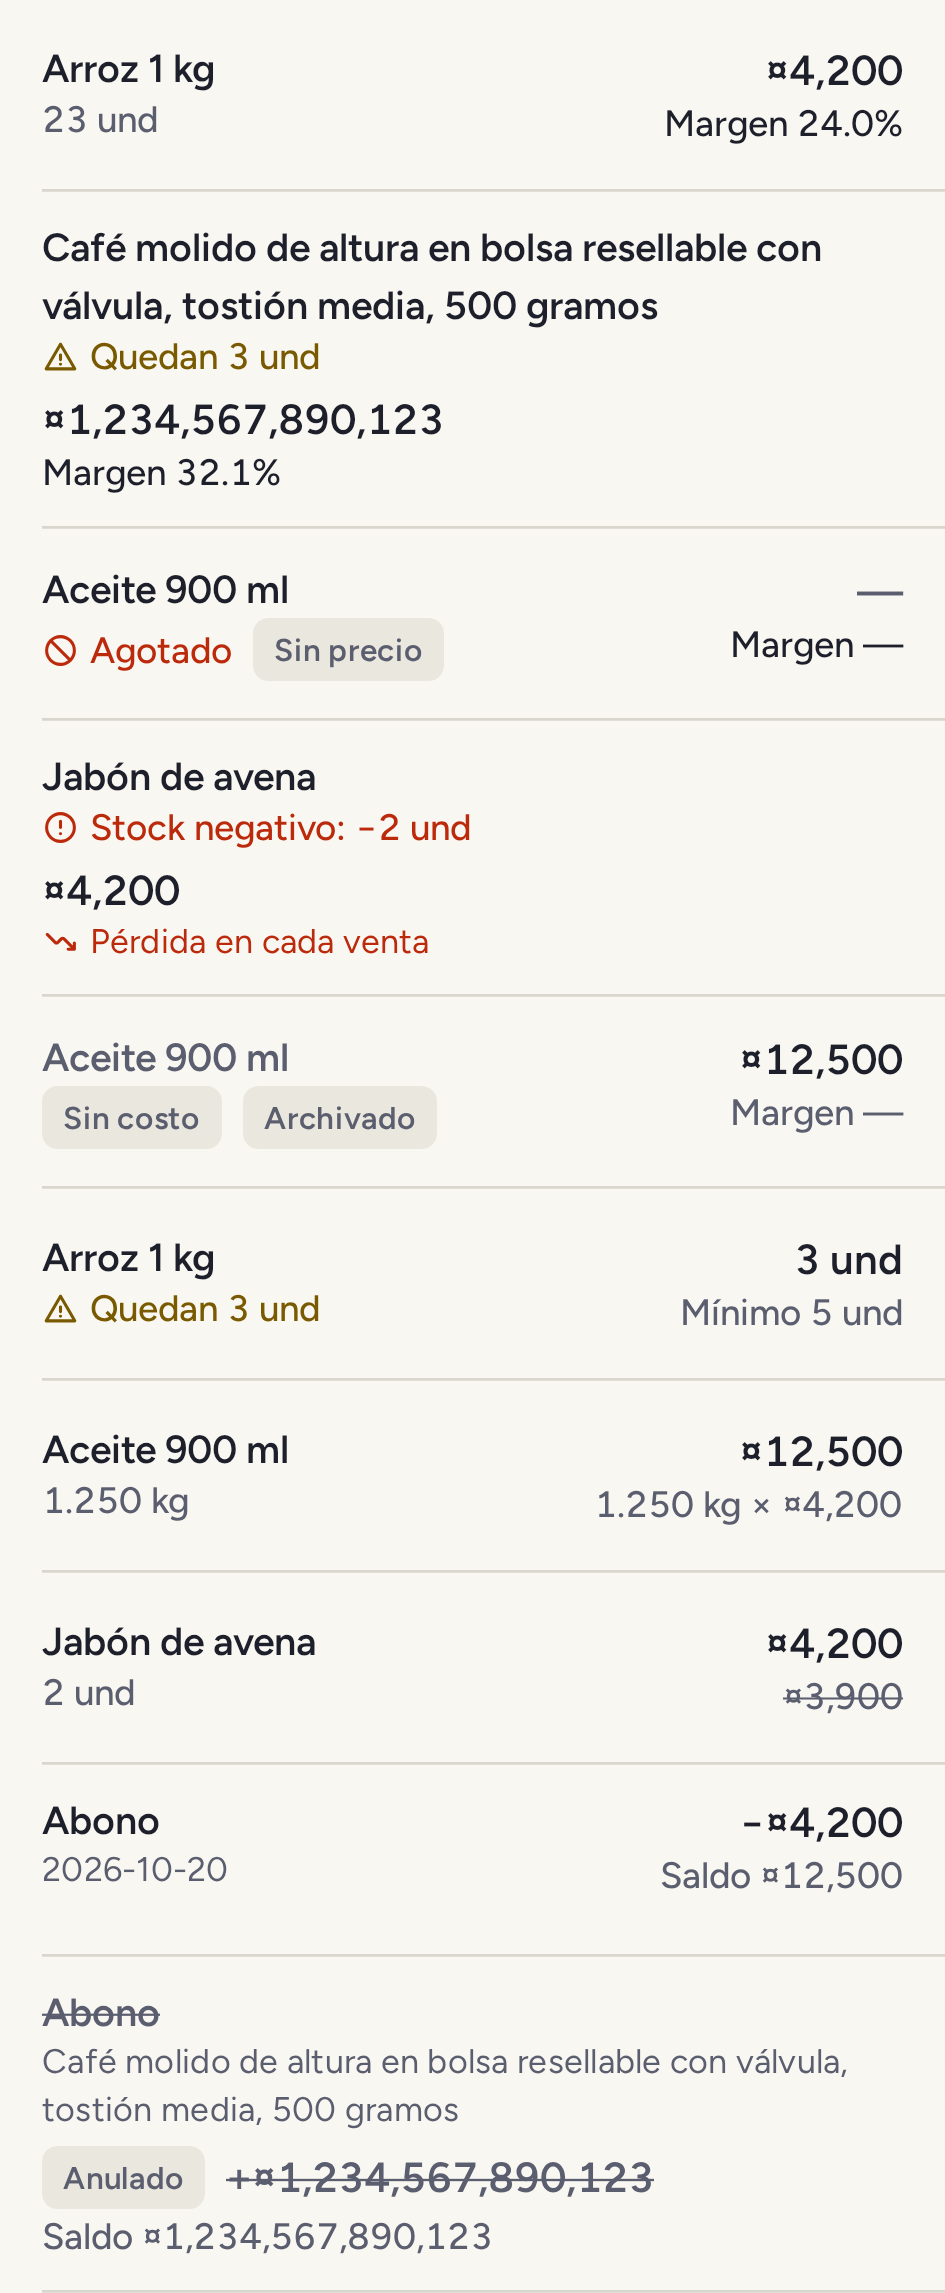 Arroz 1 kg
¤4,200
23 und
Margen 24.0%
Café molido de altura en bolsa resellable con
válvula, tostión media, 500 gramos
Quedan 3 und
¤1,234,567,890,123
Margen 32.1%
Aceite 900 ml
—
Agotado
Sin precio
Margen —
Jabón de avena
Stock negativo: −2 und
¤4,200
Pérdida en cada venta
Aceite 900 ml
¤12,500
Sin costo
Archivado
Margen —
Arroz 1 kg
3 und
Quedan 3 und
Mínimo 5 und
Aceite 900 ml
¤12,500
1.250 kg
1.250 kg × ¤4,200
Jabón de avena
¤4,200
2 und
¤3,900
Abono
−¤4,200
2026-10-20
Saldo ¤12,500
Abono
Café molido de altura en bolsa resellable con válvula,
tostión media, 500 gramos
Anulado
+¤1,234,567,890,123
Saldo ¤1,234,567,890,123